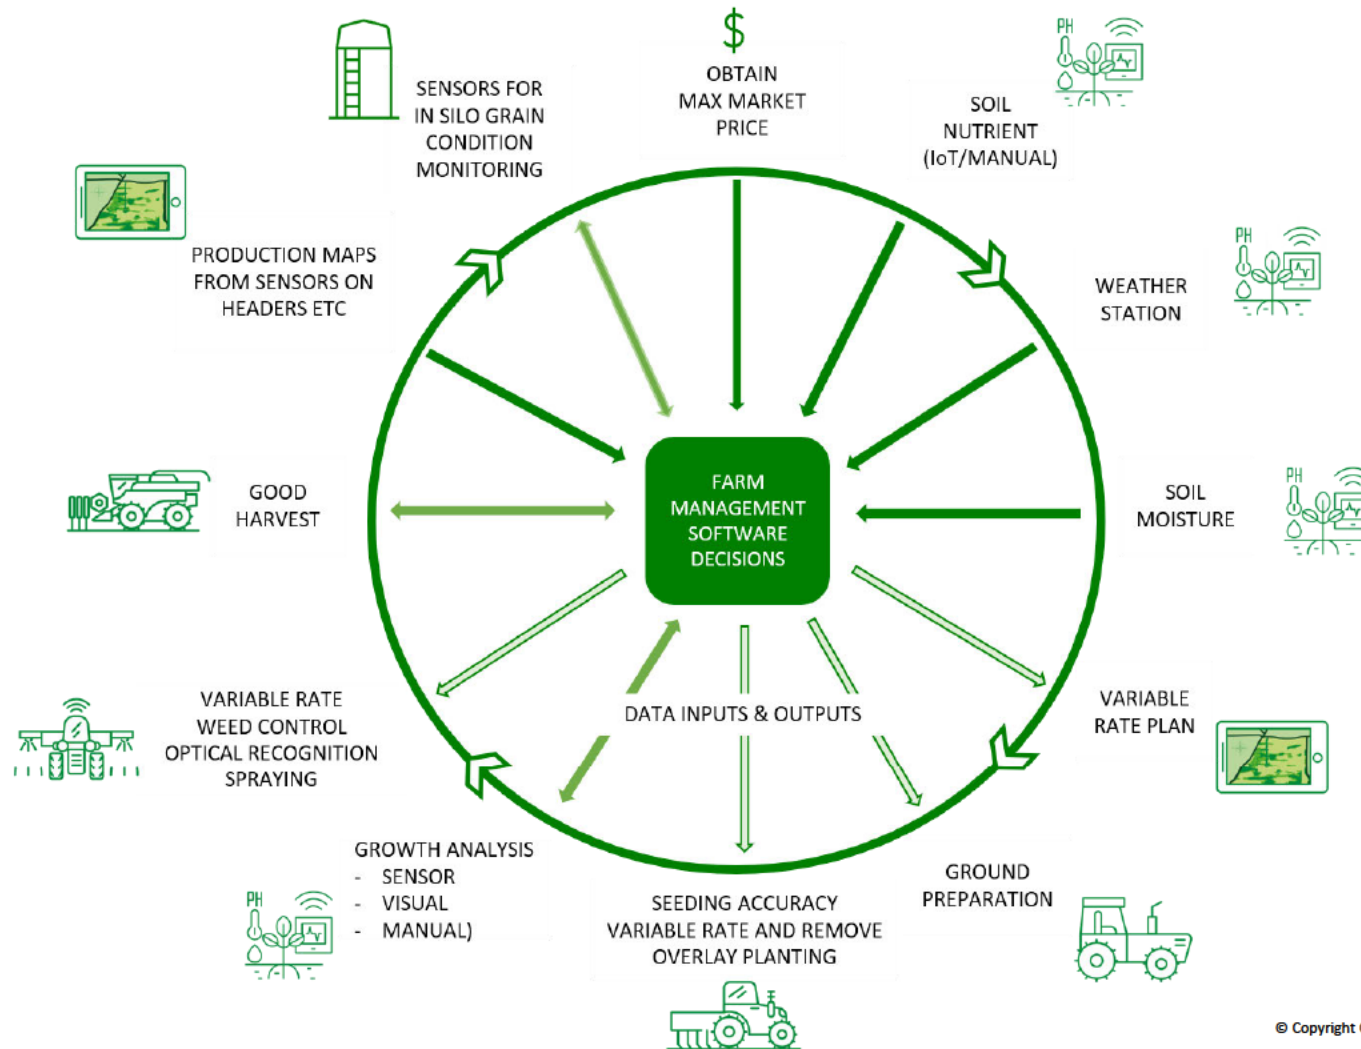 $
OBTAIN
MAX MARKET
PRICE
PH
SOIL
NUTRIENT
(IoT/MANUAL)
PH
WEATHER
STATION
PH
SOIL
MOISTURE
VARIABLE
RATE PLAN
GROUND
PREPARATION
SEEDING ACCURACY
VARIABLE RATE AND REMOVE
OVERLAY PLANTING
PH
GROWTH ANALYSIS
- SENSOR
- VISUAL
- MANUAL)
VARIABLE RATE
WEED CONTROL
OPTICAL RECOGNITION
SPRAYING
GOOD
HARVEST
PRODUCTION MAPS
FROM SENSORS ON
HEADERS ETC
SENSORS FOR
IN SILO GRAIN
CONDITION
MONITORING
FARM
MANAGEMENT
SOFTWARE
DECISIONS
DATA INPUTS & OUTPUTS
© Copyright